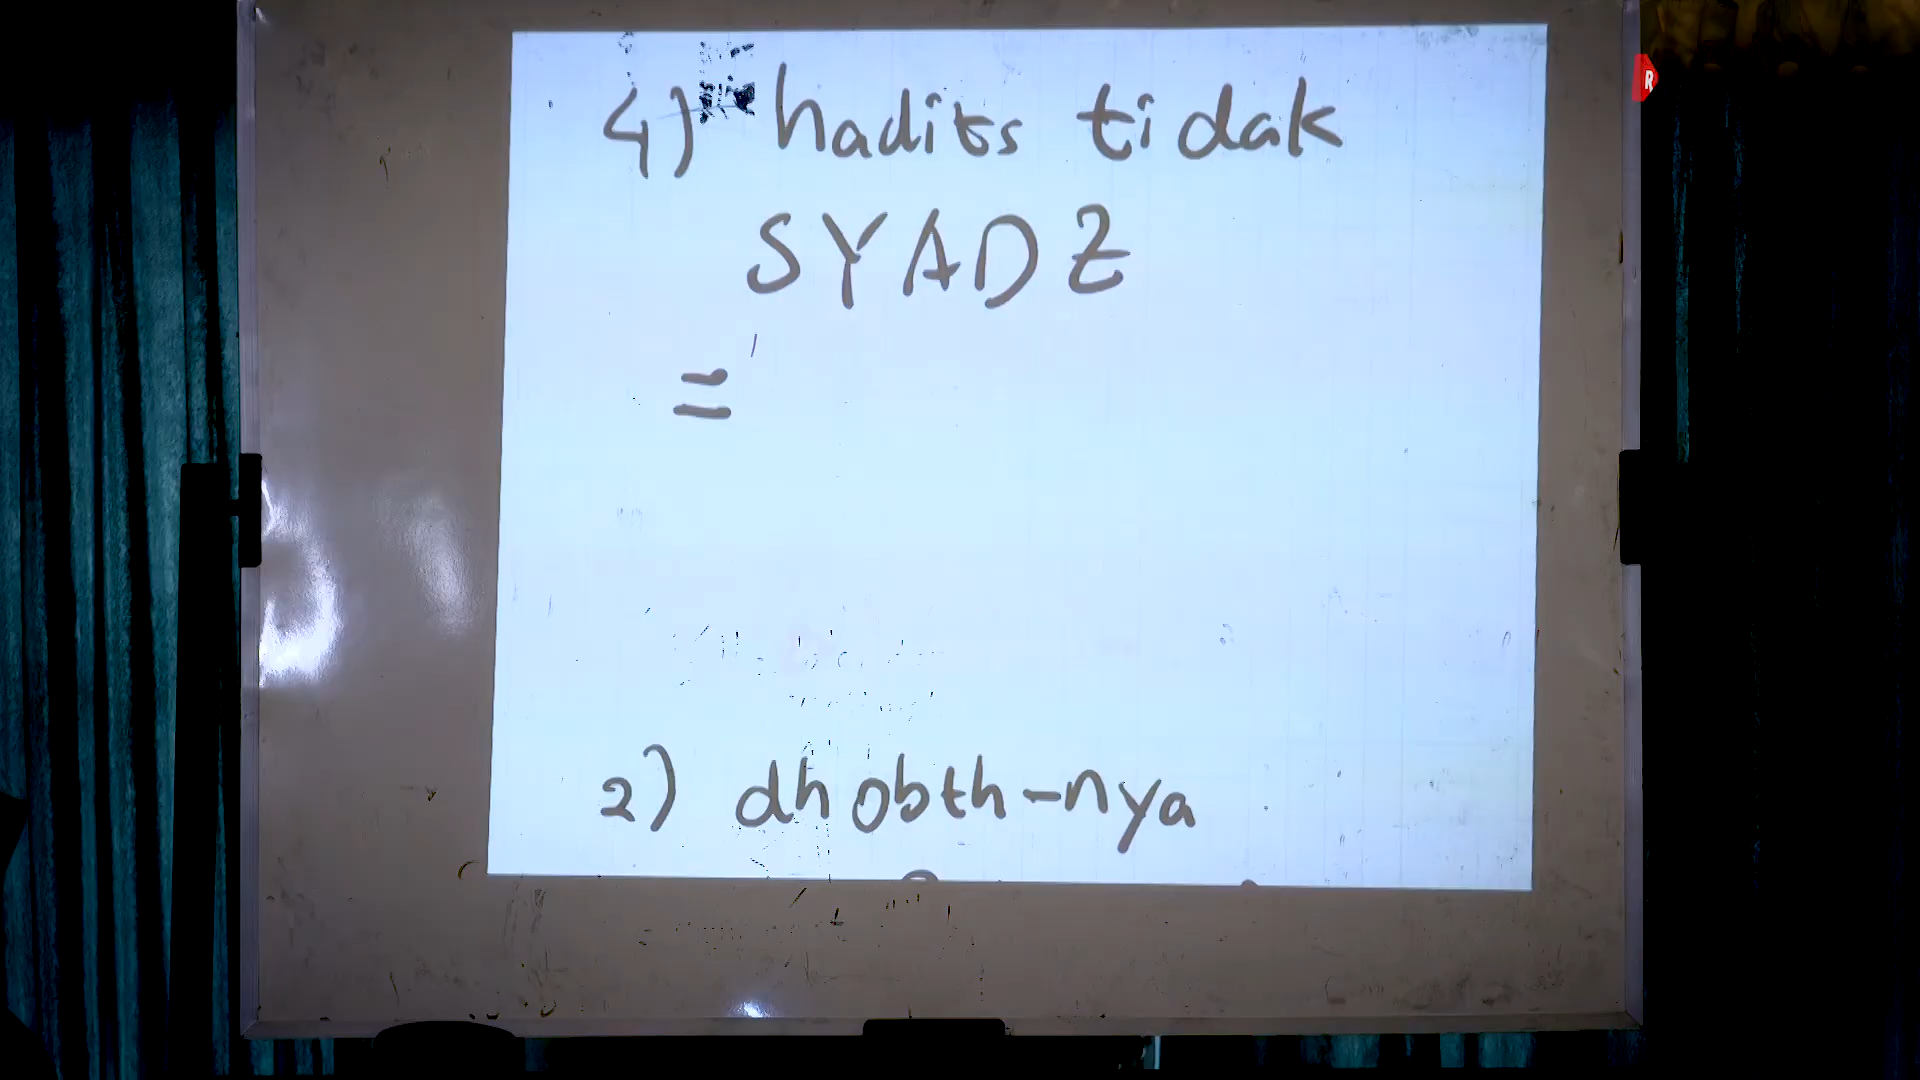 4) hadits tidak
SYADZ
=
2) dhobth-nya
R